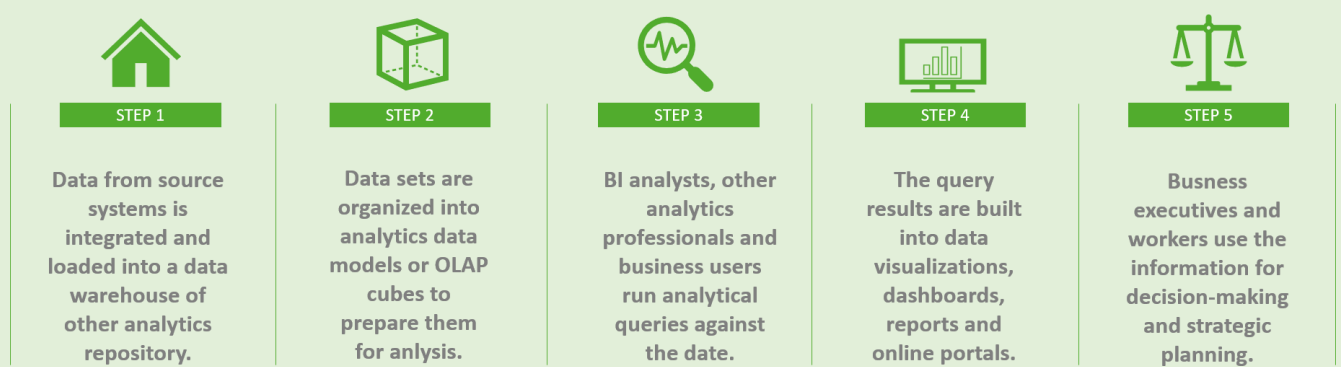 STEP 1
Data from source
systems is
integrated and
loaded into a data
warehouse of
other analytics
repository.
STEP 2
Data sets are
organized into
analytics data
models or OLAP
cubes to
prepare them
for anlysis.
STEP 3
BI analysts, other
analytics
professionals and
business users
run analytical
queries against
the date.
STEP 4
The query
results are built
into data
visualizations,
dashboards,
reports and
online portals.
STEP 5
Busness
executives and
workers use the
information for
decision-making
and strategic
planning.